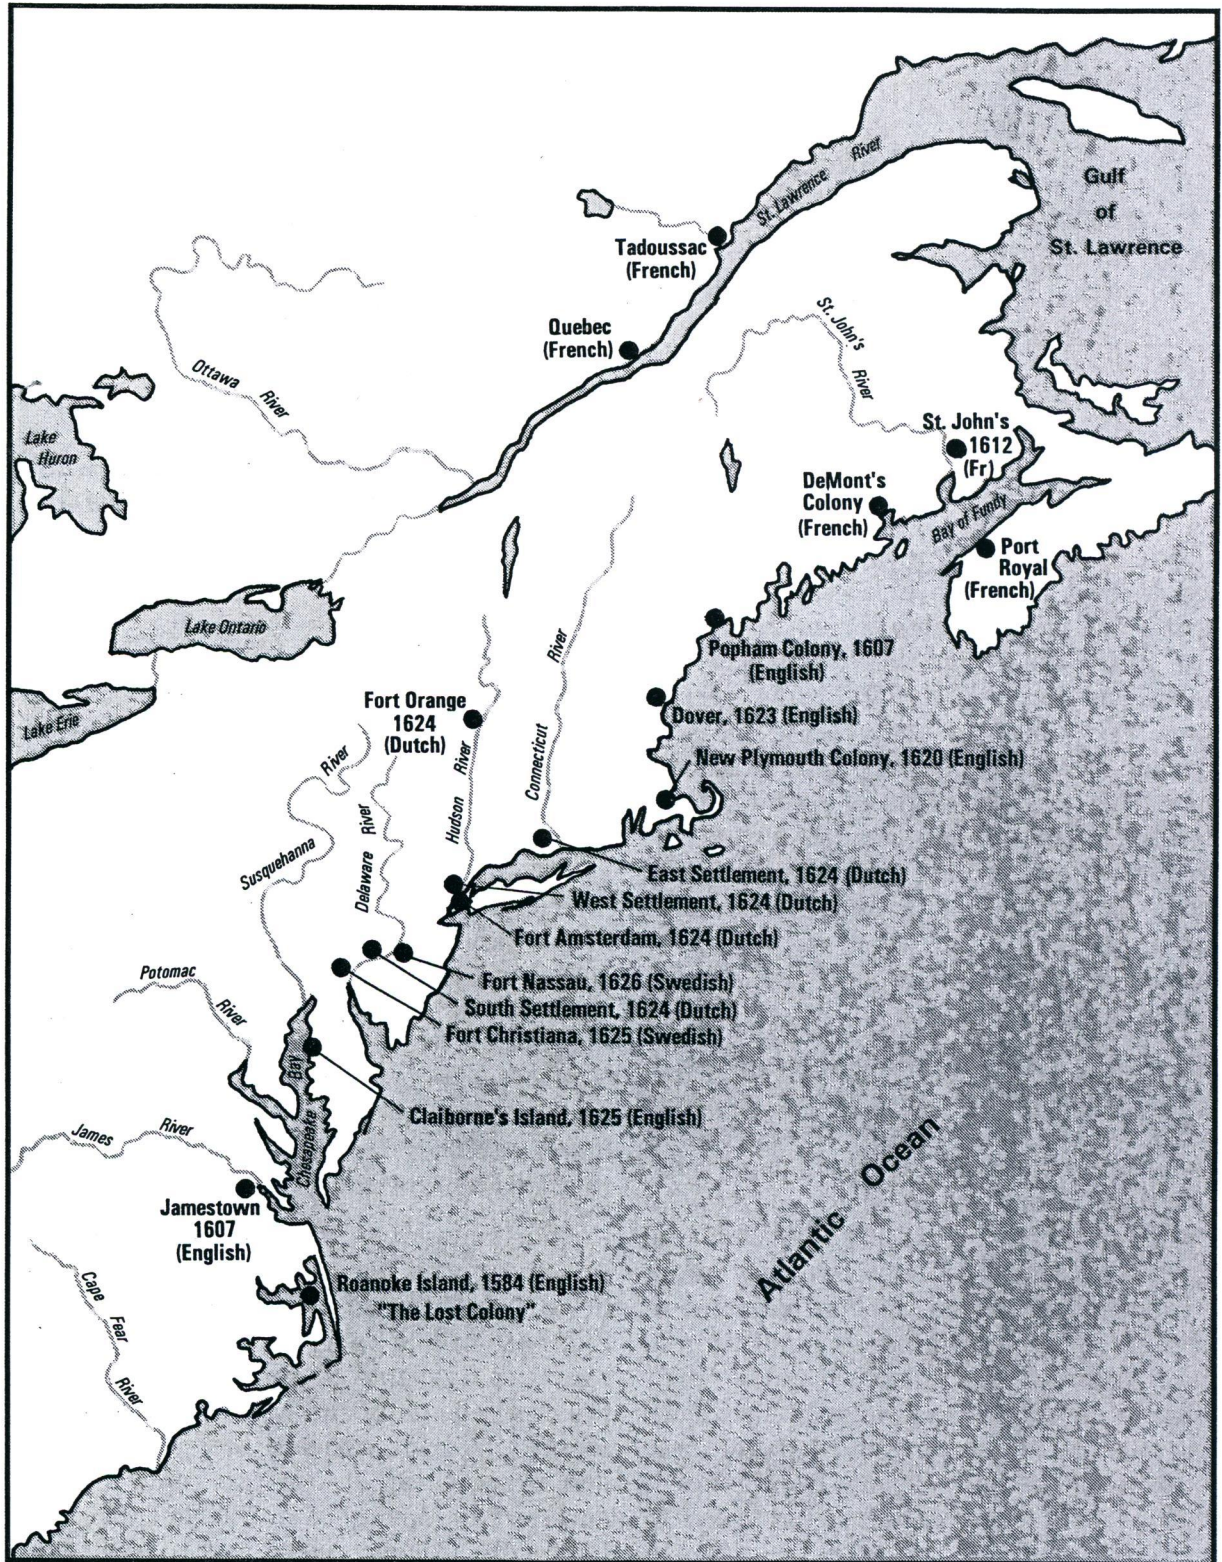 Gulf
of
St. Lawrence
St. Lawrence River
Tadoussac
(French)
Quebec
(French)
St. John's River
Ottawa River
Lake
Huron
St. John's
1612
(Fr)
DeMont's
Colony
(French)
Bay of Fundy
Port
Royal
(French)
Lake Ontario
Lake Erie
Popham Colony, 1607
(English)
Fort Orange
1624
(Dutch)
Dover, 1623 (English)
New Plymouth Colony, 1620 (English)
Connecticut River
Hudson River
Delaware River
Susquehanna River
East Settlement, 1624 (Dutch)
West Settlement, 1624 (Dutch)
Fort Amsterdam, 1624 (Dutch)
Fort Nassau, 1626 (Swedish)
South Settlement, 1624 (Dutch)
Fort Christiana, 1625 (Swedish)
Potomac River
Chesapeake Bay
Claiborne's Island, 1625 (English)
James River
Jamestown
1607
(English)
Roanoke Island, 1584 (English)
"The Lost Colony"
Cape Fear River
Atlantic Ocean